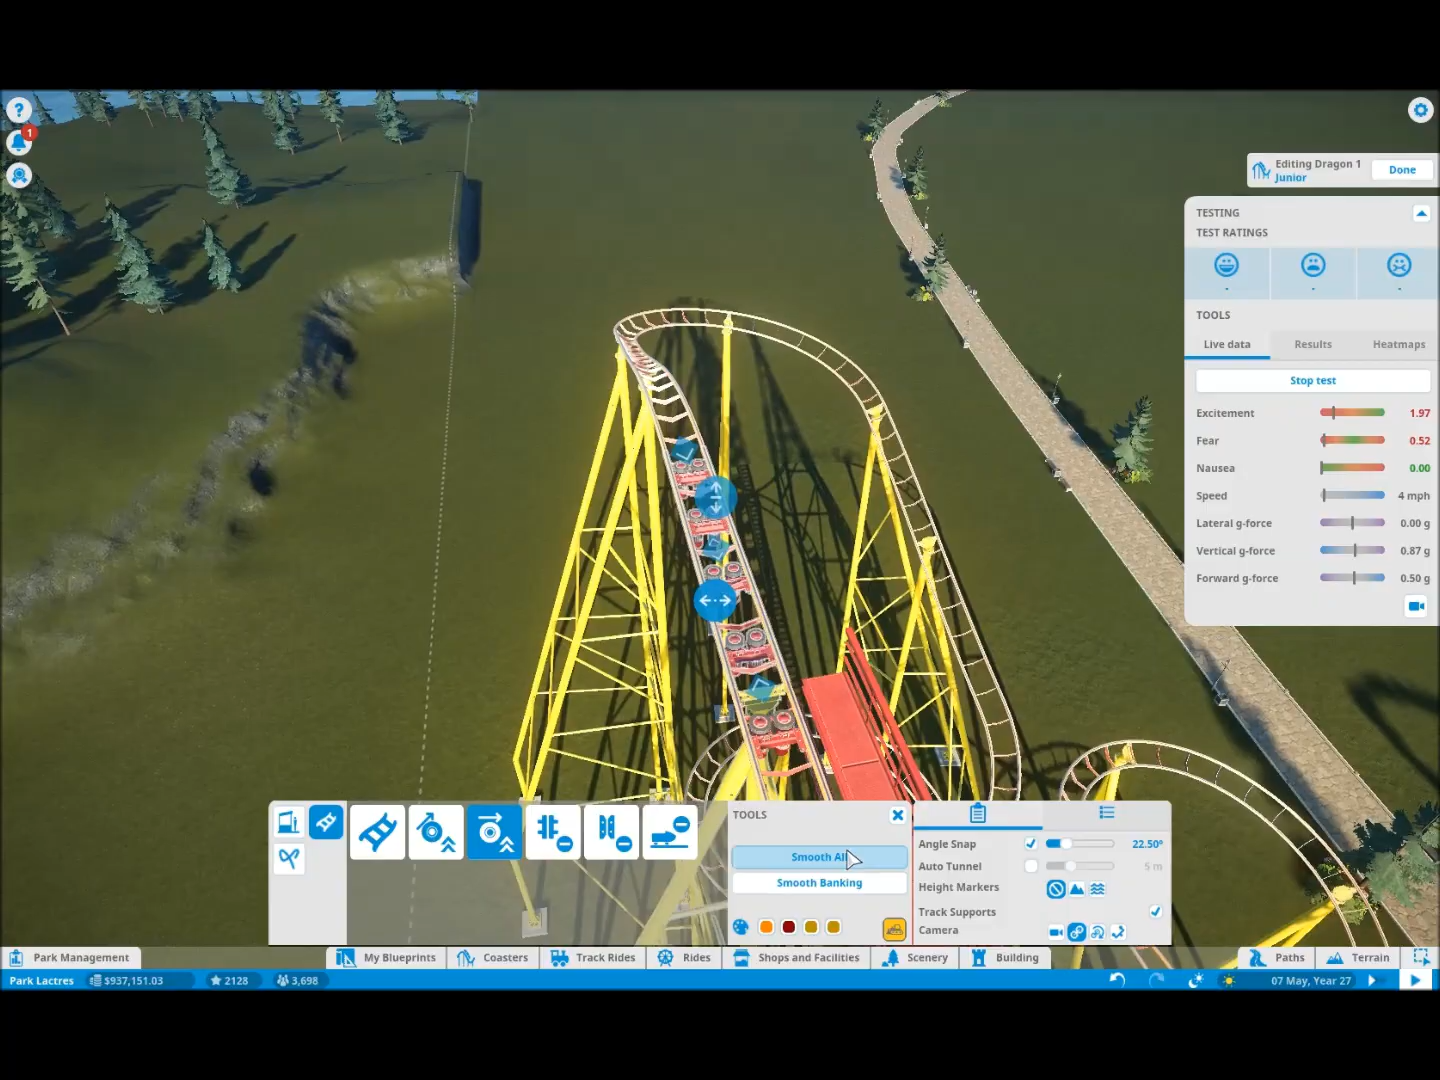 ?
1
Editing Dragon 1
Junior
Done
TESTING
TEST RATINGS
- - -
TOOLS
Live data Results Heatmaps
Stop test
Excitement 1.97
Fear 0.52
Nausea 0.00
Speed 4 mph
Lateral g-force 0.00 g
Vertical g-force 0.87 g
Forward g-force 0.50 g
TOOLS
Smooth All
Smooth Banking
Angle Snap 22.50°
Auto Tunnel 5 m
Height Markers
Track Supports
Camera
Park Management My Blueprints Coasters Track Rides Rides Shops and Facilities Scenery Building Paths Terrain
Park Lactres $937,151.03 2128 3,698 07 May, Year 27